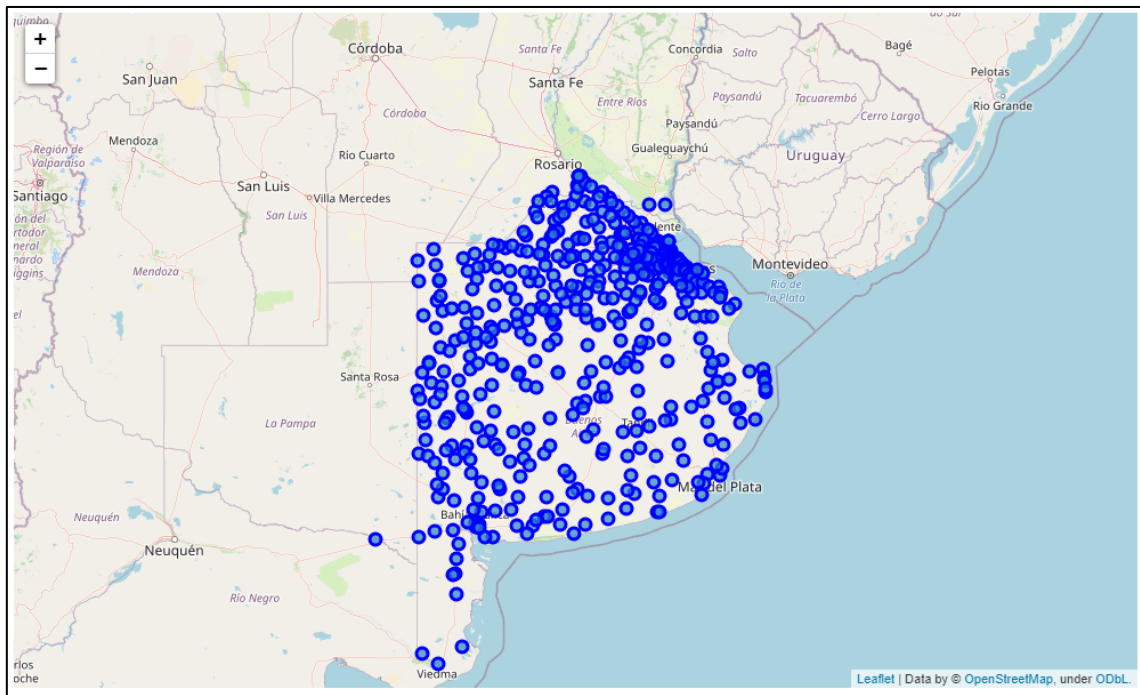 +
−
Córdoba
Santa Fe
Concordia
Salto
Bagé
do Sul
San Juan
Santa Fe
Pelotas
Entre Ríos
Paysandú
Tacuarembó
Rio Grande
Córdoba
Cerro Largo
Mendoza
Paysandú
Región de
Valparaíso
Río Cuarto
Rosario
Gualeguaychú
Uruguay
Santiago
San Luis
Villa Mercedes
San Luis
Mendoza
Montevideo
Río de
la Plata
Santa Rosa
La Pampa
Buenos
Mar del Plata
Neuquén
Neuquén
Río Negro
Viedma
Leaflet | Data by © OpenStreetMap, under ODbL.